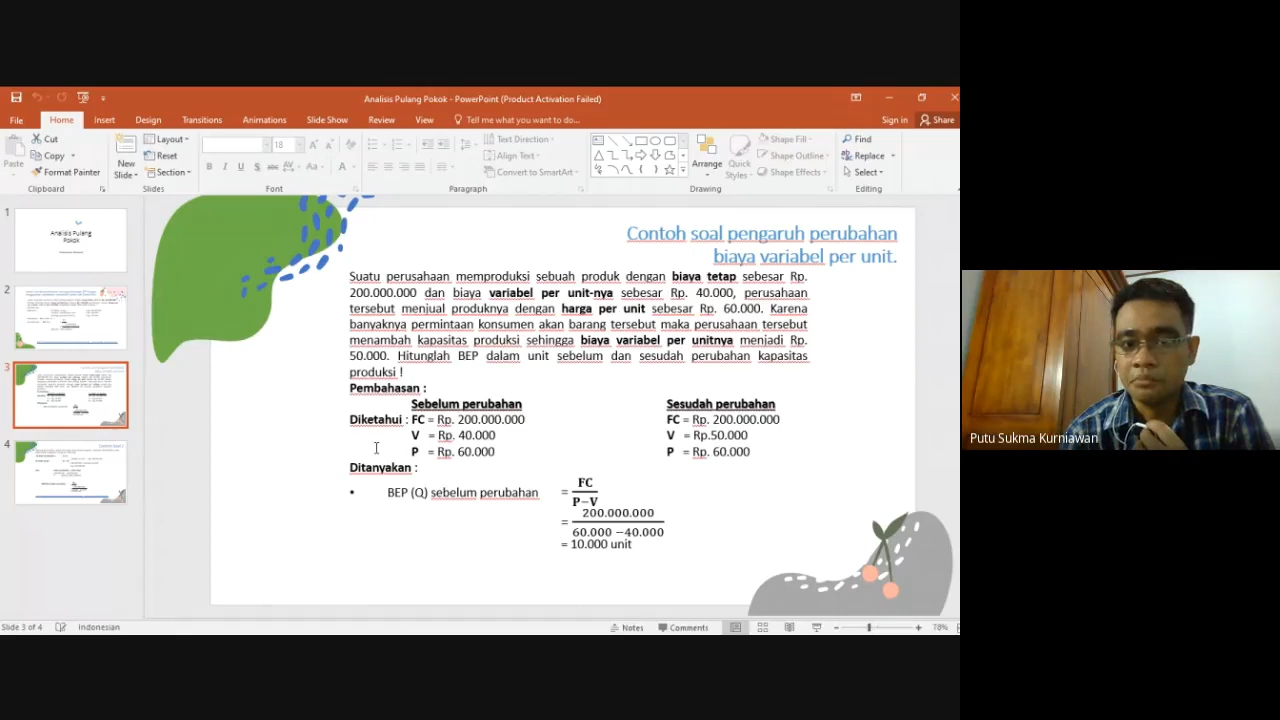 Analisis Pulang Pokok - PowerPoint (Product Activation Failed)
File Home Insert Design Transitions Animations Slide Show Review View Tell me what you want to do... Sign in Share
Paste
Cut
Copy
Format Painter
Clipboard
New Slide
Layout
Reset
Section
Slides
18
B I U S abc AV Aa A
Font
Text Direction
Align Text
Convert to SmartArt
Paragraph
Arrange
Quick Styles
Shape Fill
Shape Outline
Shape Effects
Drawing
Find
Replace
Select
Editing
1
Analisis Pulang
Pokok
2
3
4
Contoh soal pengaruh perubahan
biaya variabel per unit.
Suatu perusahaan memproduksi sebuah produk dengan biaya tetap sebesar Rp.
200.000.000 dan biaya variabel per unit-nya sebesar Rp. 40.000, perusahaan
tersebut menjual produknya dengan harga per unit sebesar Rp. 60.000. Karena
banyaknya permintaan konsumen akan barang tersebut maka perusahaan tersebut
menambah kapasitas produksi sehingga biaya variabel per unitnya menjadi Rp.
50.000. Hitunglah BEP dalam unit sebelum dan sesudah perubahan kapasitas
produksi !
Pembahasan :
Sebelum perubahan Sesudah perubahan
Diketahui : FC = Rp. 200.000.000 FC = Rp. 200.000.000
V = Rp. 40.000 V = Rp.50.000
P = Rp. 60.000 P = Rp. 60.000
Ditanyakan :
• BEP (Q) sebelum perubahan = FC
P−V
= 200.000.000
60.000 −40.000
= 10.000 unit
Slide 3 of 4 Indonesian Notes Comments 78%
Putu Sukma Kurniawan